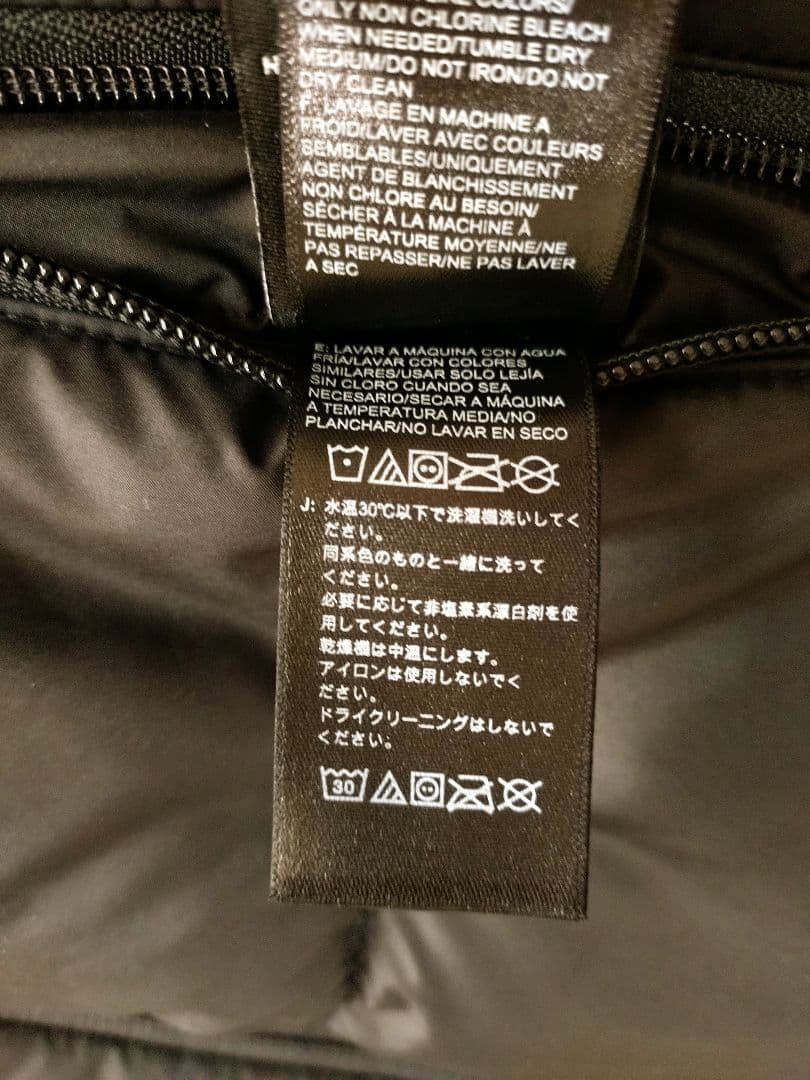 COLORS/
ONLY NON CHLORINE BLEACH
WHEN NEEDED/TUMBLE DRY
MEDIUM/DO NOT IRON/DO NOT
DRY CLEAN
F: LAVAGE EN MACHINE A
FROID/LAVER AVEC COULEURS
SEMBLABLES/UNIQUEMENT
AGENT DE BLANCHISSEMENT
NON CHLORE AU BESOIN/
SÉCHER À LA MACHINE À
TEMPÉRATURE MOYENNE/NE
PAS REPASSER/NE PAS LAVER
A SEC
E: LAVAR A MÁQUINA CON AGUA
FRÍA/LAVAR CON COLORES
SIMILARES/USAR SOLO LEJÍA
SIN CLORO CUANDO SEA
NECESARIO/SECAR A MÁQUINA
A TEMPERATURA MEDIA/NO
PLANCHAR/NO LAVAR EN SECO
J: 水温30℃以下で洗濯機洗いしてく
ださい。
同系色のものと一緒に洗って
ください。
必要に応じて非塩素系漂白剤を使
用してください。
乾燥機は中温にします。
アイロンは使用しないでく
ださい。
ドライクリーニングはしないで
ください。
30